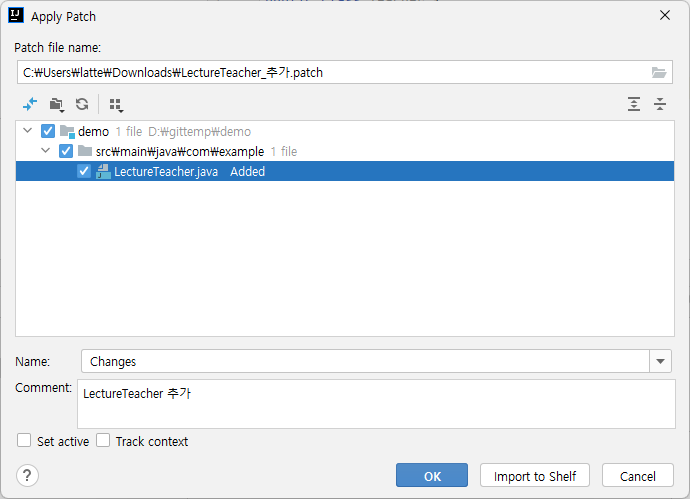 Apply Patch
Patch file name:
C:₩Users₩latte₩Downloads₩LectureTeacher_추가.patch
demo 1 file D:₩gittemp₩demo
src₩main₩java₩com₩example 1 file
LectureTeacher.java Added
Name: Changes
Comment: LectureTeacher 추가
Set active Track context
? OK Import to Shelf Cancel